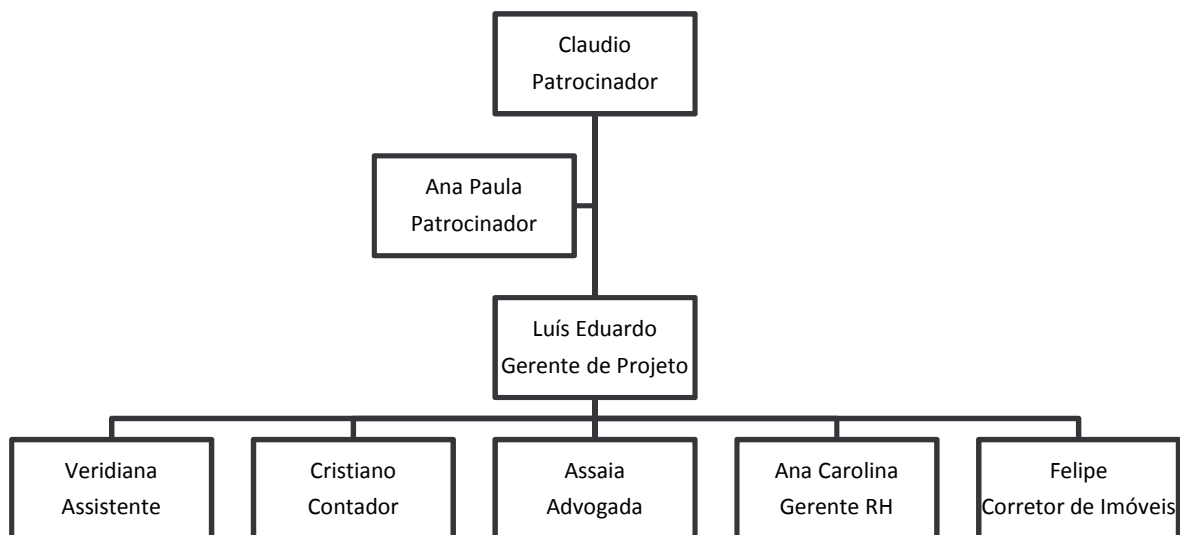 Claudio
Patrocinador
Ana Paula
Patrocinador
Luís Eduardo
Gerente de Projeto
Veridiana
Assistente
Cristiano
Contador
Assaia
Advogada
Ana Carolina
Gerente RH
Felipe
Corretor de Imóveis